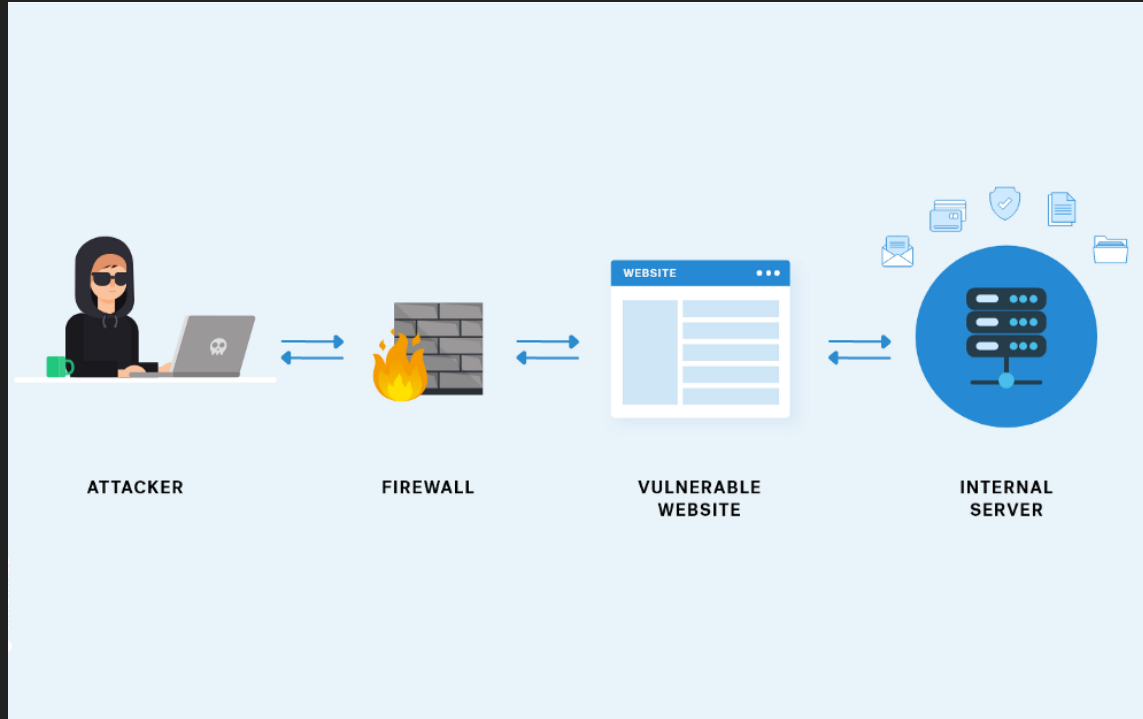 WEBSITE
ATTACKER
FIREWALL
VULNERABLE
WEBSITE
INTERNAL
SERVER